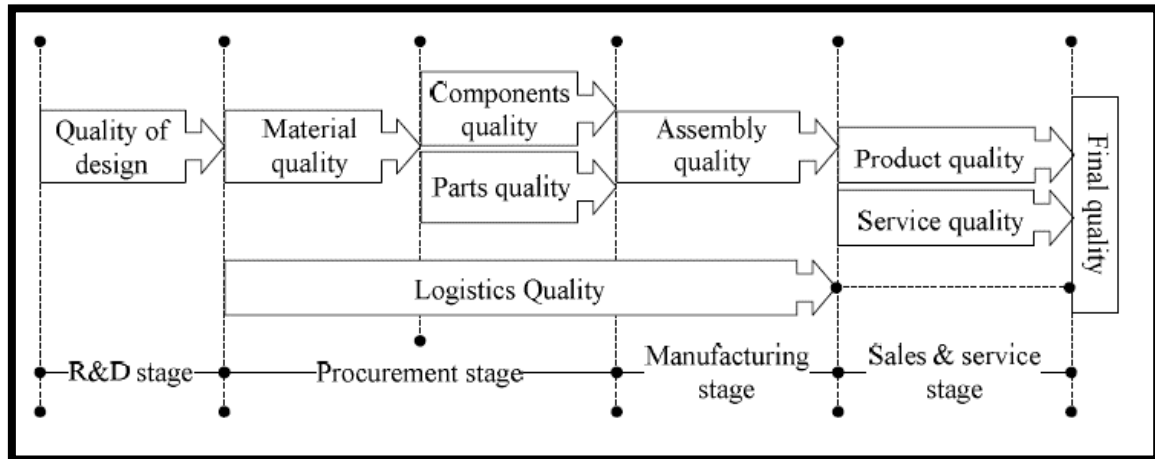 Quality of
design
Material
quality
Components
quality
Parts quality
Assembly
quality
Product quality
Service quality
Final quality
Logistics Quality
R&D stage
Procurement stage
Manufacturing
stage
Sales & service
stage